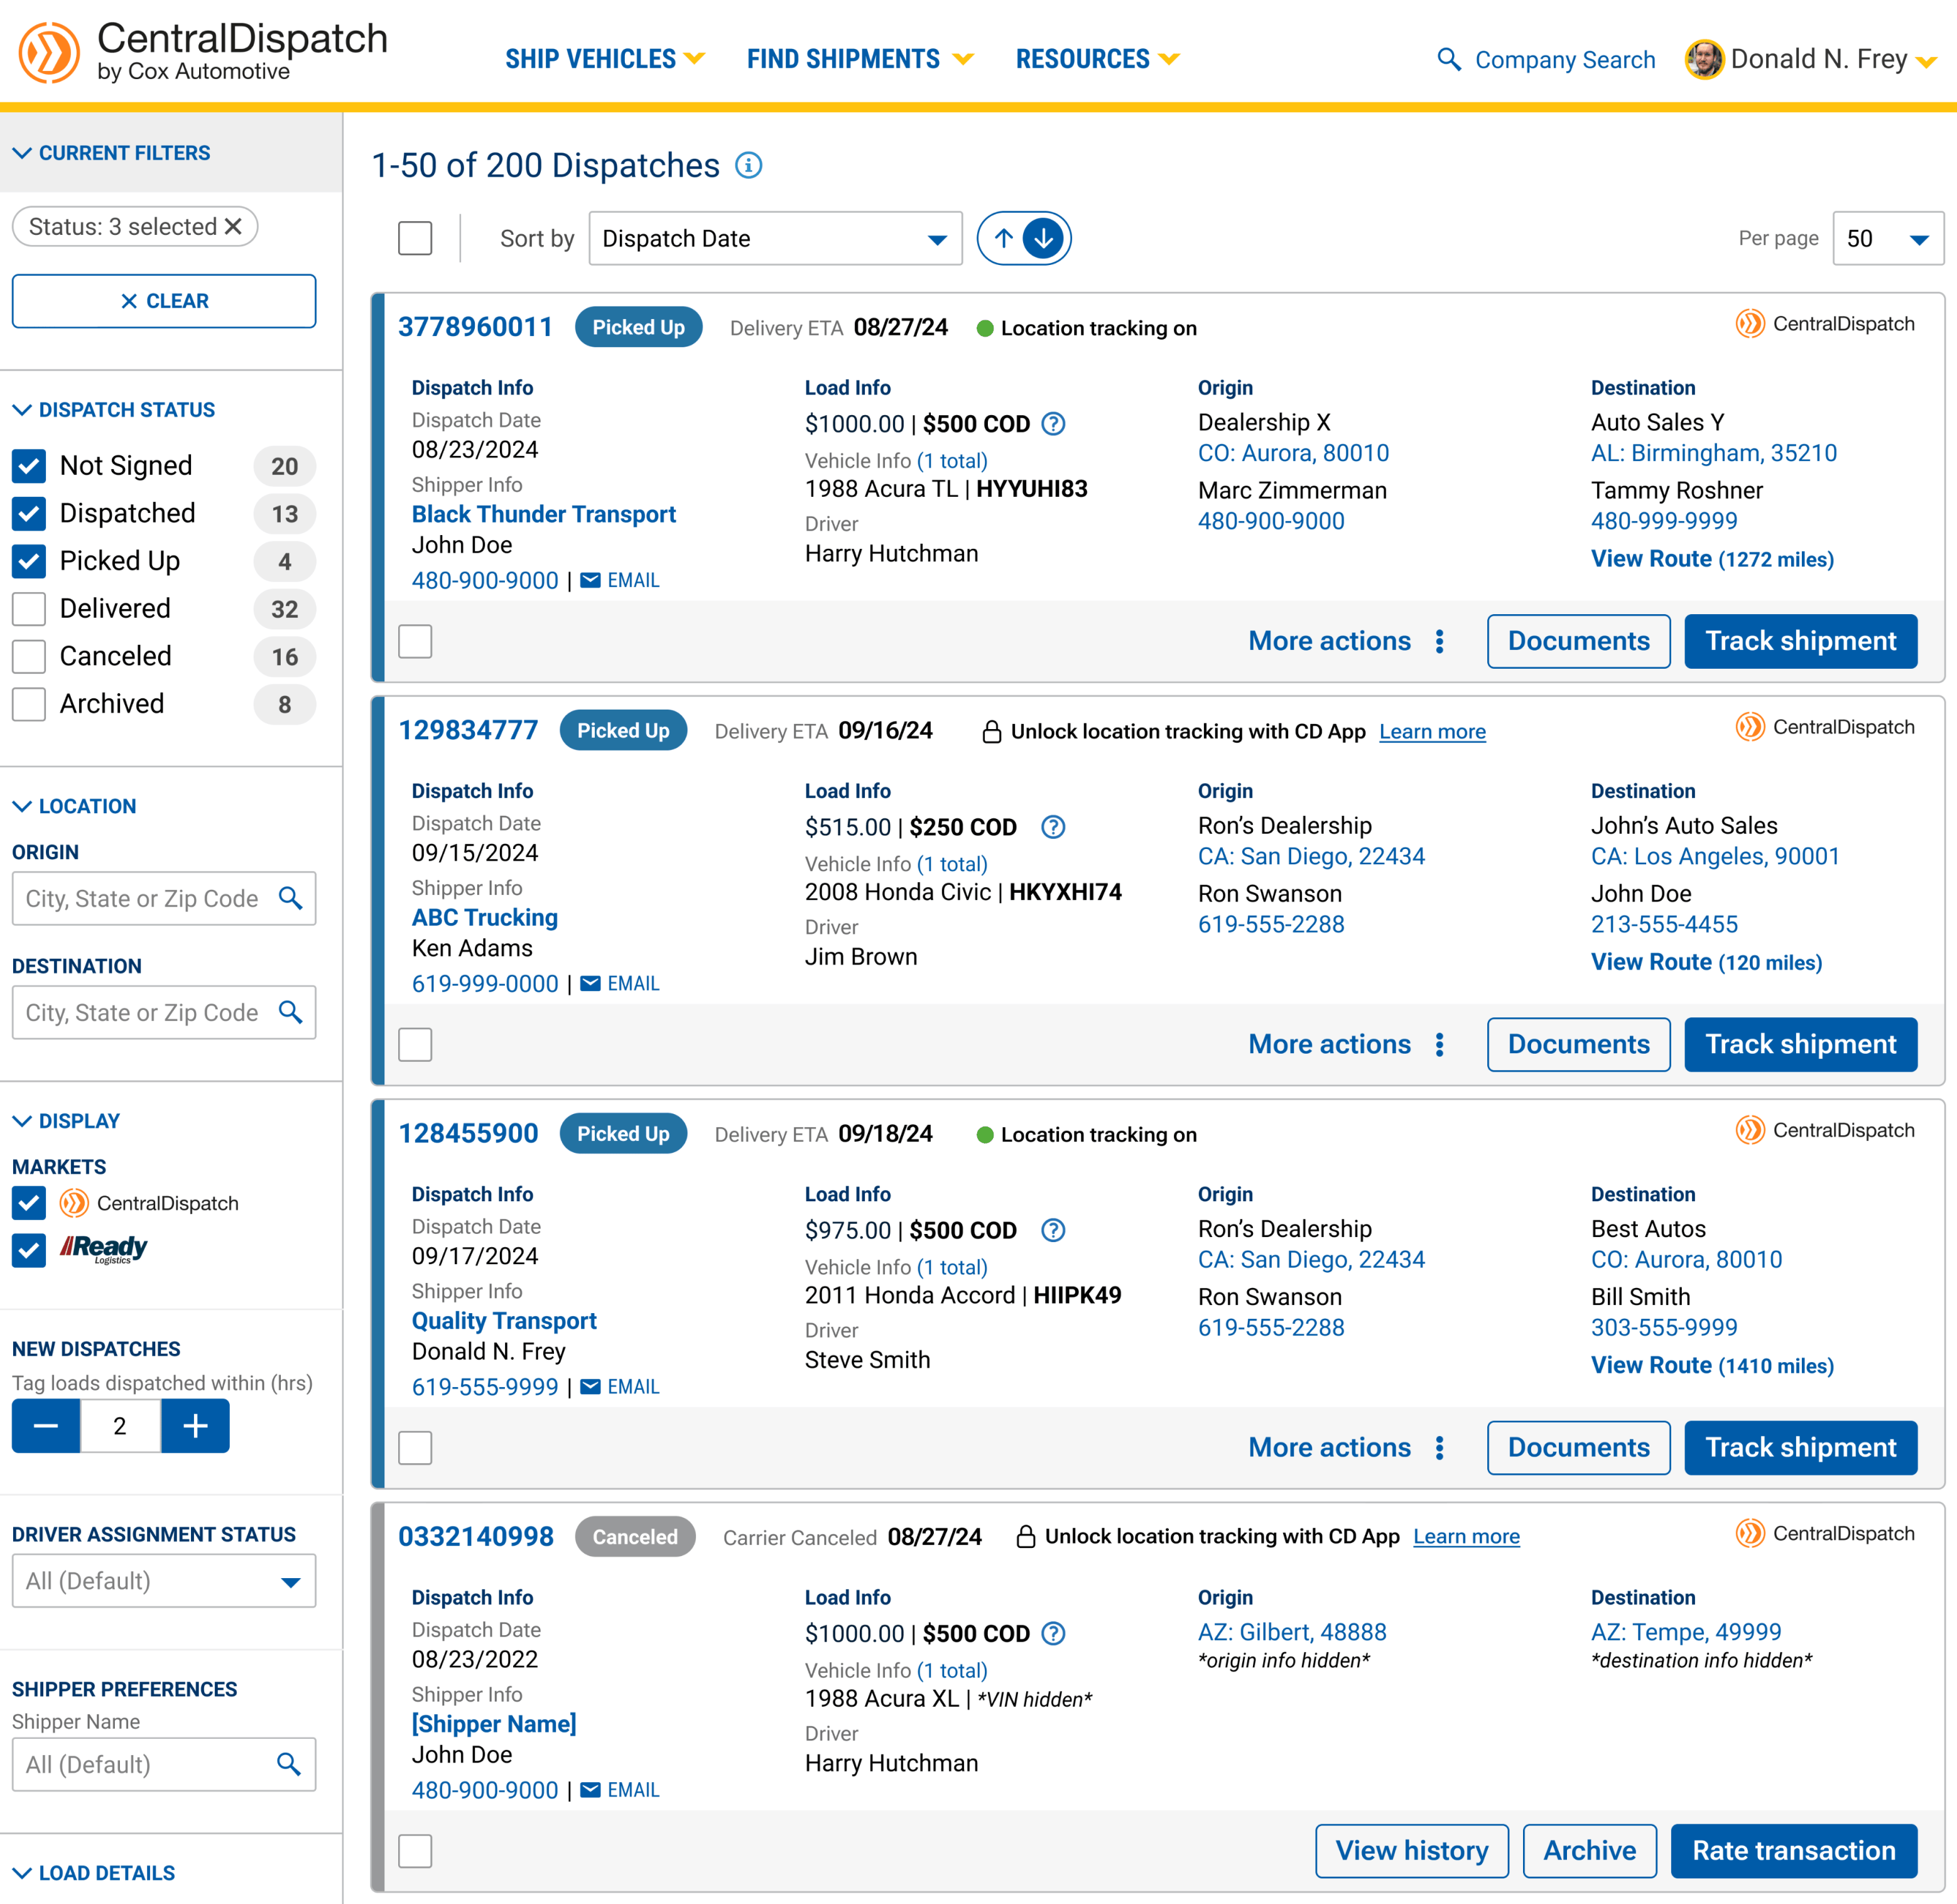 CentralDispatch
by Cox Automotive
SHIP VEHICLES
FIND SHIPMENTS
RESOURCES
Company Search
Donald N. Frey
CURRENT FILTERS
Status: 3 selected
CLEAR
DISPATCH STATUS
Not Signed 20
Dispatched 13
Picked Up 4
Delivered 32
Canceled 16
Archived 8
LOCATION
ORIGIN
City, State or Zip Code
DESTINATION
City, State or Zip Code
DISPLAY
MARKETS
CentralDispatch
Ready
Logistics
NEW DISPATCHES
Tag loads dispatched within (hrs)
2
DRIVER ASSIGNMENT STATUS
All (Default)
SHIPPER PREFERENCES
Shipper Name
All (Default)
LOAD DETAILS
1-50 of 200 Dispatches
Sort by Dispatch Date
Per page 50
3778960011 Picked Up Delivery ETA 08/27/24 Location tracking on
CentralDispatch
Dispatch Info
Dispatch Date
08/23/2024
Shipper Info
Black Thunder Transport
John Doe
480-900-9000 | EMAIL
Load Info
$1000.00 | $500 COD
Vehicle Info (1 total)
1988 Acura TL | HYYUHI83
Driver
Harry Hutchman
Origin
Dealership X
CO: Aurora, 80010
Marc Zimmerman
480-900-9000
Destination
Auto Sales Y
AL: Birmingham, 35210
Tammy Roshner
480-999-9999
View Route (1272 miles)
More actions Documents Track shipment
129834777 Picked Up Delivery ETA 09/16/24 Unlock location tracking with CD App Learn more
CentralDispatch
Dispatch Info
Dispatch Date
09/15/2024
Shipper Info
ABC Trucking
Ken Adams
619-999-0000 | EMAIL
Load Info
$515.00 | $250 COD
Vehicle Info (1 total)
2008 Honda Civic | HKYXHI74
Driver
Jim Brown
Origin
Ron’s Dealership
CA: San Diego, 22434
Ron Swanson
619-555-2288
Destination
John’s Auto Sales
CA: Los Angeles, 90001
John Doe
213-555-4455
View Route (120 miles)
More actions Documents Track shipment
128455900 Picked Up Delivery ETA 09/18/24 Location tracking on
CentralDispatch
Dispatch Info
Dispatch Date
09/17/2024
Shipper Info
Quality Transport
Donald N. Frey
619-555-9999 | EMAIL
Load Info
$975.00 | $500 COD
Vehicle Info (1 total)
2011 Honda Accord | HIIPK49
Driver
Steve Smith
Origin
Ron’s Dealership
CA: San Diego, 22434
Ron Swanson
619-555-2288
Destination
Best Autos
CO: Aurora, 80010
Bill Smith
303-555-9999
View Route (1410 miles)
More actions Documents Track shipment
0332140998 Canceled Carrier Canceled 08/27/24 Unlock location tracking with CD App Learn more
CentralDispatch
Dispatch Info
Dispatch Date
08/23/2022
Shipper Info
[Shipper Name]
John Doe
480-900-9000 | EMAIL
Load Info
$1000.00 | $500 COD
Vehicle Info (1 total)
1988 Acura XL | *VIN hidden*
Driver
Harry Hutchman
Origin
AZ: Gilbert, 48888
*origin info hidden*
Destination
AZ: Tempe, 49999
*destination info hidden*
View history Archive Rate transaction